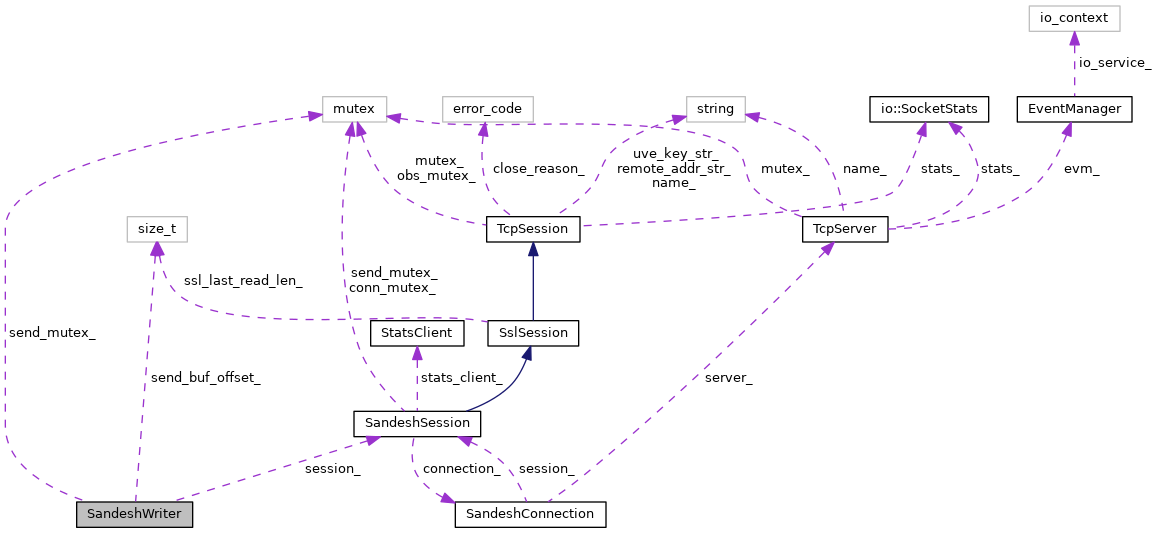 io_context
io_service_
mutex
error_code
string
io::SocketStats
EventManager
mutex_
obs_mutex_
close_reason_
uve_key_str_
remote_addr_str_
name_
mutex_
name_
stats_
stats_
evm_
size_t
TcpSession
TcpServer
ssl_last_read_len_
send_mutex_
conn_mutex_
send_mutex_
StatsClient
SslSession
send_buf_offset_
stats_client_
server_
SandeshSession
session_
connection_
session_
SandeshWriter
SandeshConnection